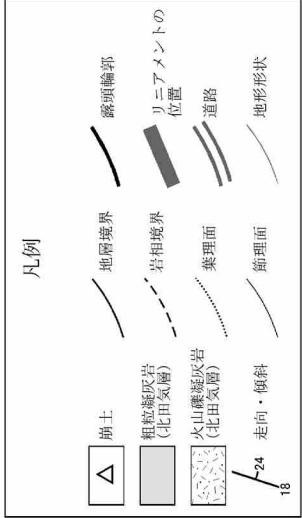 凡例
崩土
粗粒凝灰岩
(北田気層)
火山礫凝灰岩
(北田気層)
走向・傾斜
24
18
地層境界
岩相境界
葉理面
節理面
露頭輪郭
リニアメントの
位置
道路
地形形状